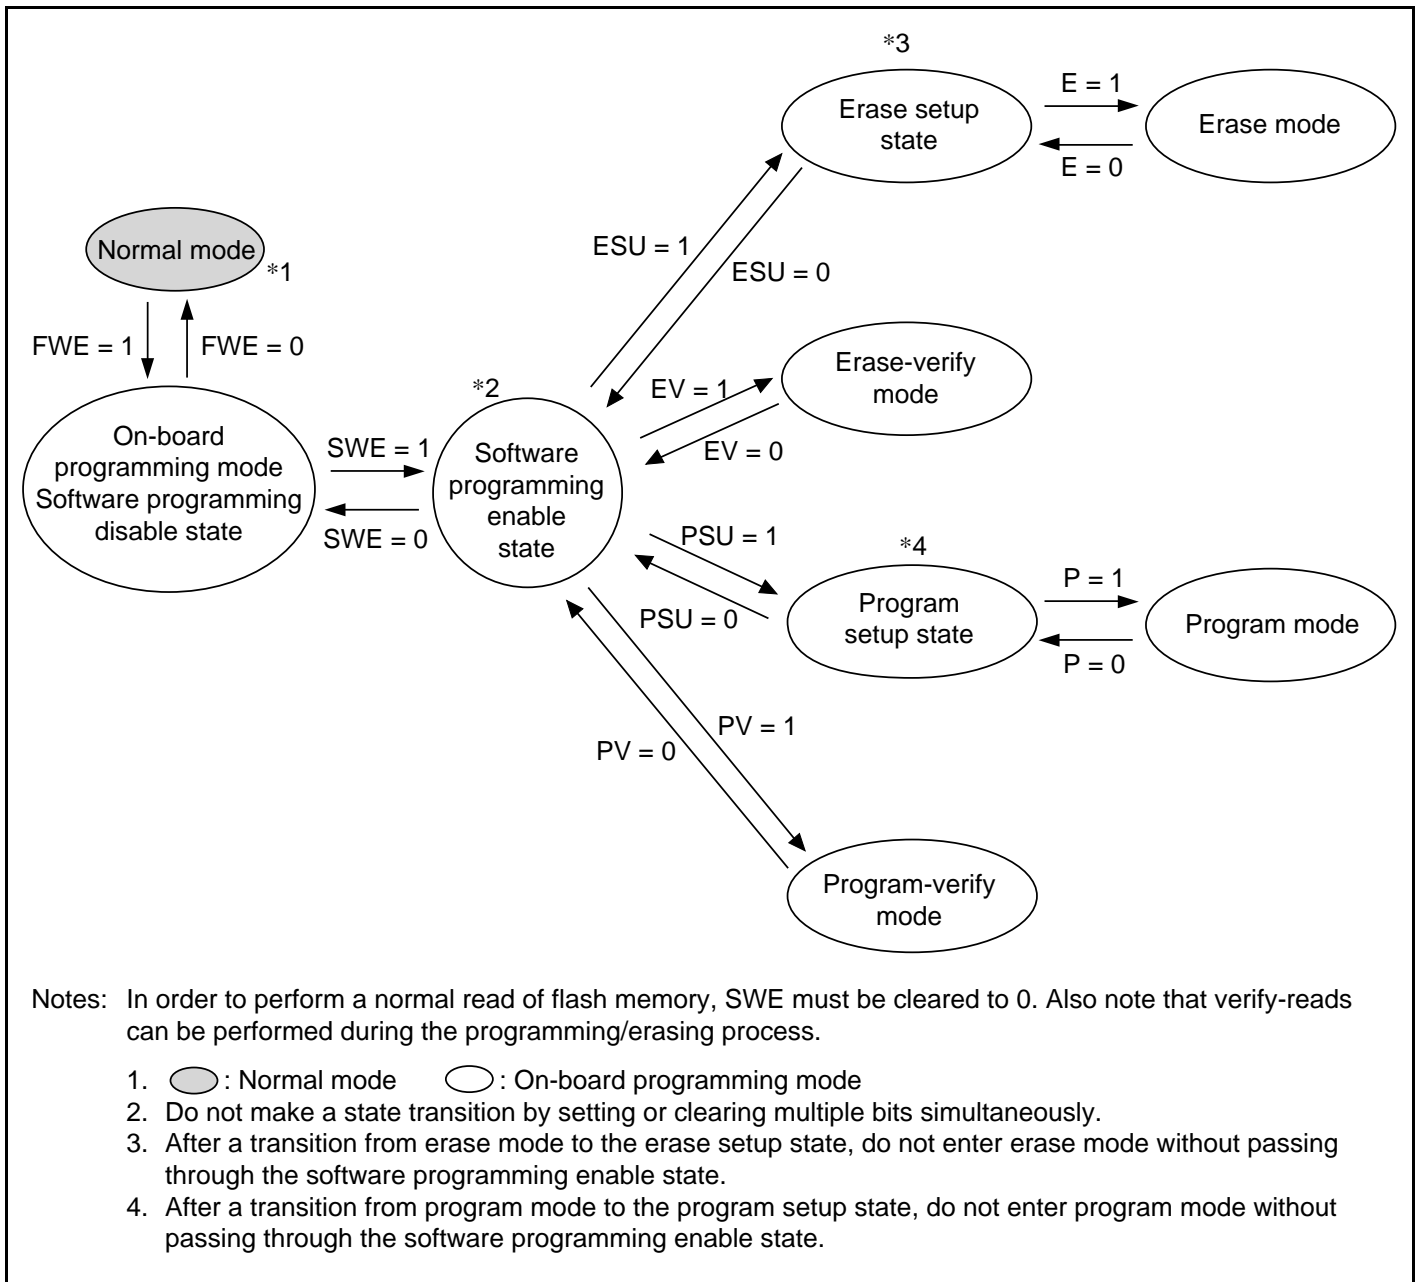 *3
Erase setup
state
E = 1
E = 0
Erase mode
Normal mode
*1
ESU = 1
ESU = 0
FWE = 1
FWE = 0
Erase-verify
mode
*2
EV = 1
EV = 0
On-board
programming mode
Software programming
disable state
SWE = 1
SWE = 0
Software
programming
enable
state
PSU = 1
PSU = 0
*4
Program
setup state
P = 1
P = 0
Program mode
PV = 1
PV = 0
Program-verify
mode
Notes: In order to perform a normal read of flash memory, SWE must be cleared to 0. Also note that verify-reads
can be performed during the programming/erasing process.
1. : Normal mode : On-board programming mode
2. Do not make a state transition by setting or clearing multiple bits simultaneously.
3. After a transition from erase mode to the erase setup state, do not enter erase mode without passing
through the software programming enable state.
4. After a transition from program mode to the program setup state, do not enter program mode without
passing through the software programming enable state.